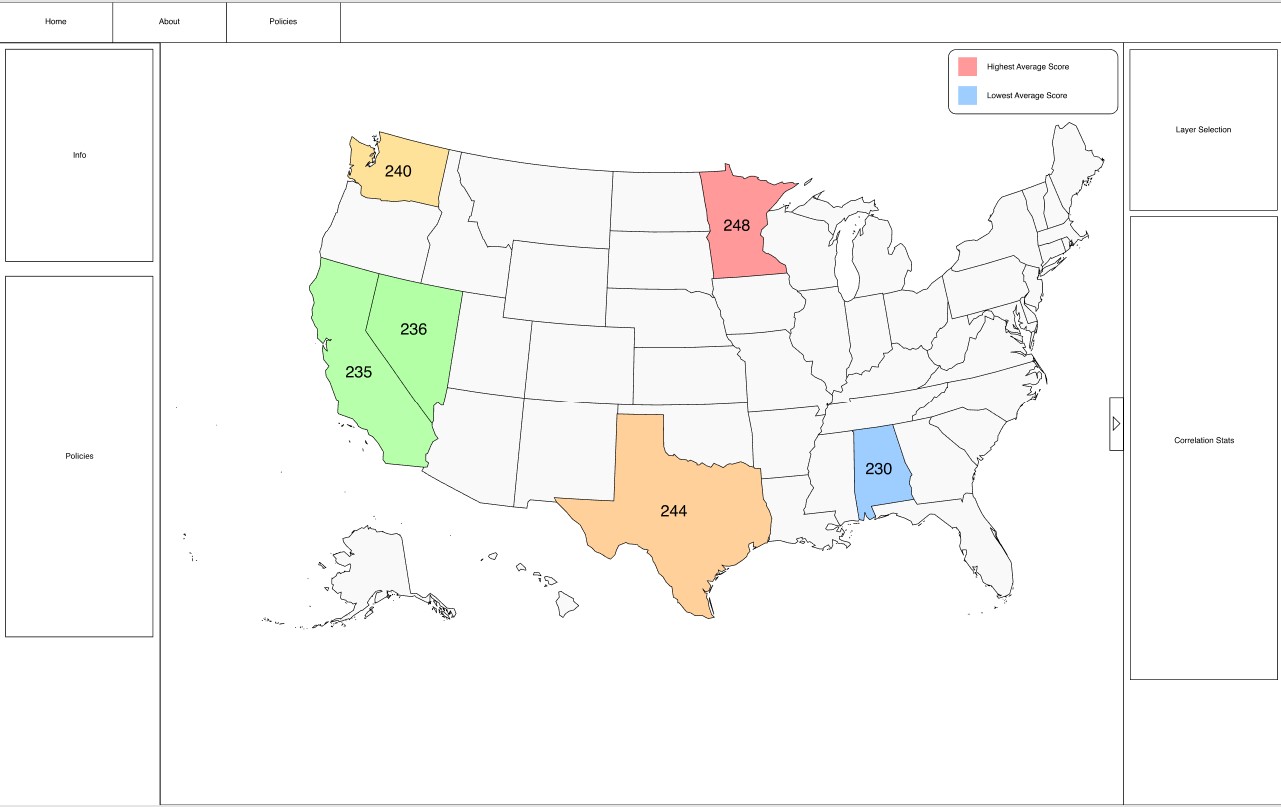 Home
About
Policies
Info
Policies
Highest Average Score
Lowest Average Score
240
248
236
235
230
244
Layer Selection
Correlation Stats